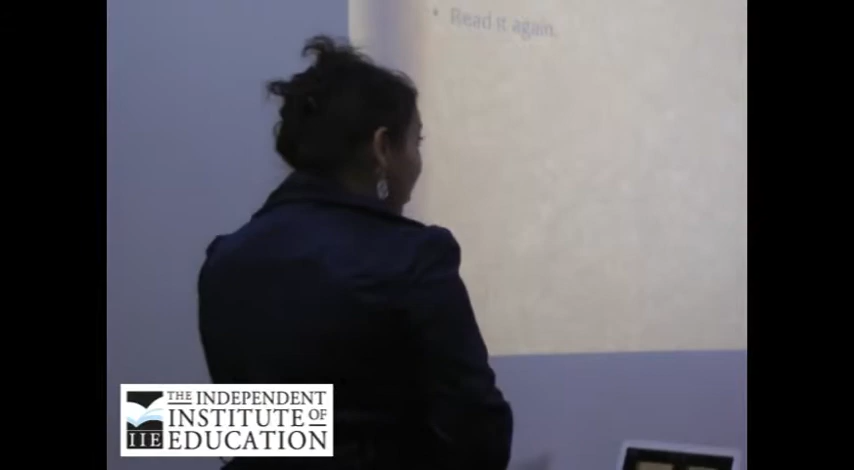 • Read it again.
THE INDEPENDENT
INSTITUTE OF
IIE EDUCATION